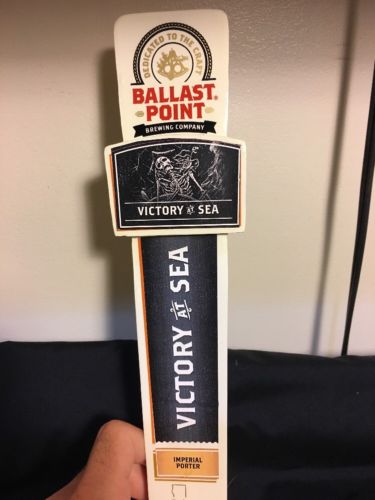 DEDICATED TO THE CRAFT
BALLAST
POINT
BREWING COMPANY
VICTORY AT SEA
VICTORY AT SEA
IMPERIAL
PORTER